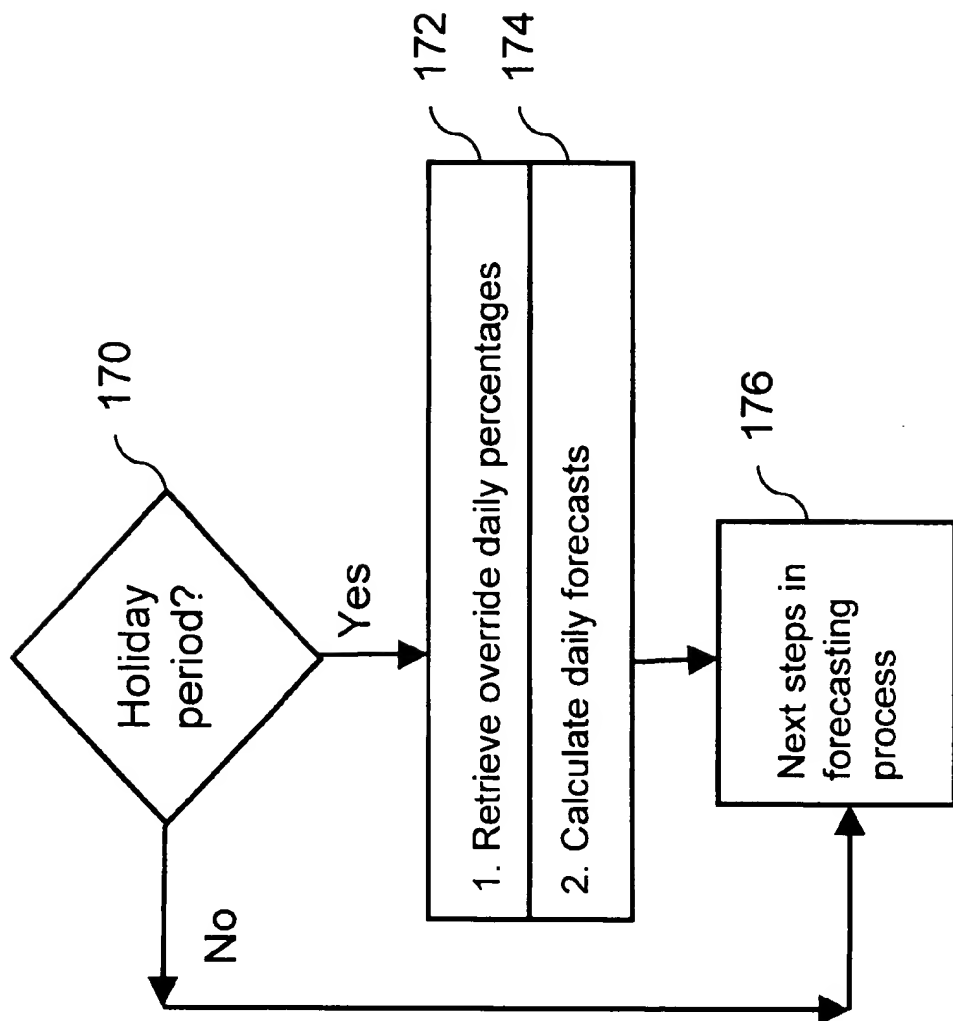 170
Holiday
period?
Yes
No
172
1. Retrieve override daily percentages
174
2. Calculate daily forecasts
176
Next steps in
forecasting
process